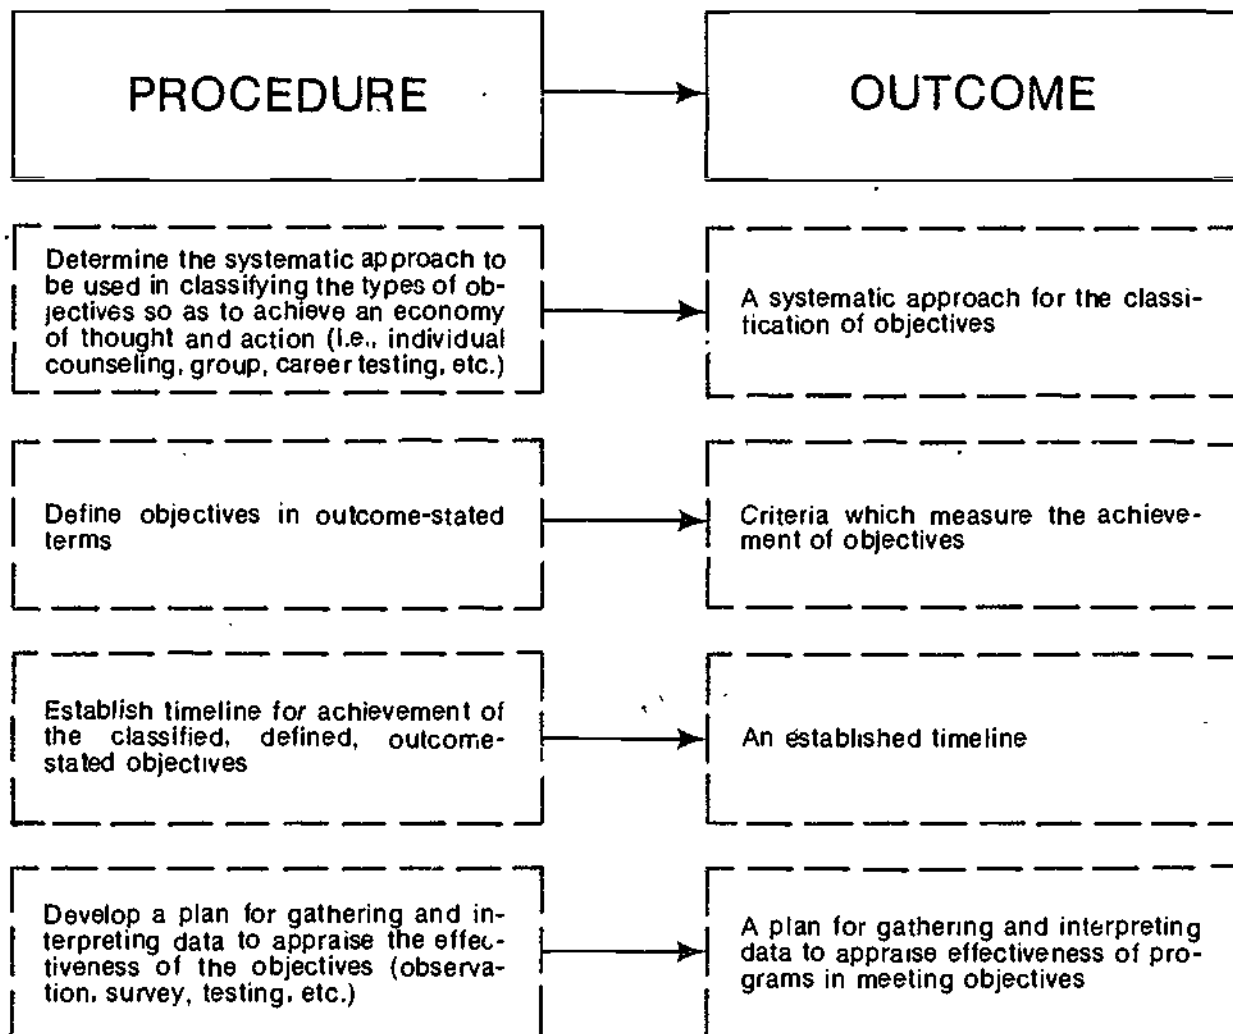 PROCEDURE
OUTCOME
Determine the systematic approach to
be used in classifying the types of ob-
jectives so as to achieve an economy
of thought and action (i.e., individual
counseling, group, career testing, etc.)
A systematic approach for the classi-
fication of objectives
Define objectives in outcome-stated
terms
Criteria which measure the achieve-
ment of objectives
Establish timeline for achievement of
the classified, defined, outcome-
stated objectives
An established timeline
Develop a plan for gathering and in-
terpreting data to appraise the effec-
tiveness of the objectives (observa-
tion, survey, testing, etc.)
A plan for gathering and interpreting
data to appraise effectiveness of pro-
grams in meeting objectives